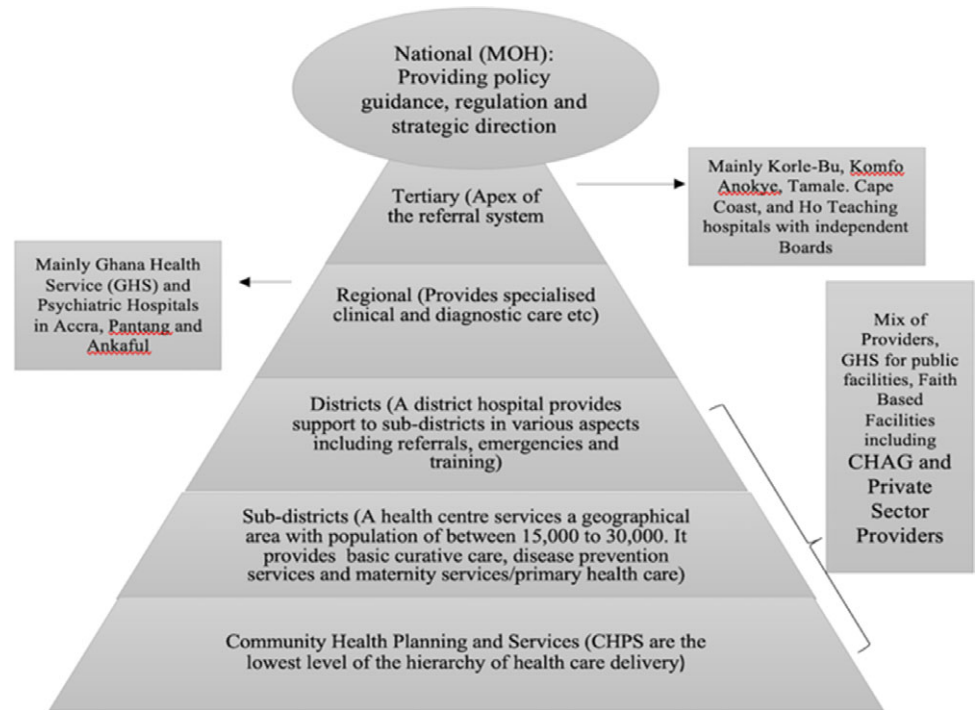 National (MOH):
Providing policy
guidance, regulation and
strategic direction
Tertiary (Apex of
the referral system
Mainly Korle-Bu, Komfo
Anokye, Tamale. Cape
Coast, and Ho Teaching
hospitals with independent
Boards
Mainly Ghana Health
Service (GHS) and
Psychiatric Hospitals
in Accra, Pantang and
Ankaful
Regional (Provides specialised
clinical and diagnostic care etc)
Mix of
Providers,
GHS for public
facilities, Faith
Based
Facilities
including
CHAG and
Private
Sector
Providers
Districts (A district hospital provides
support to sub-districts in various aspects
including referrals, emergencies and
training)
Sub-districts (A health centre services a geographical
area with population of between 15,000 to 30,000. It
provides basic curative care, disease prevention
services and maternity services/primary health care)
Community Health Planning and Services (CHPS are the
lowest level of the hierarchy of health care delivery)